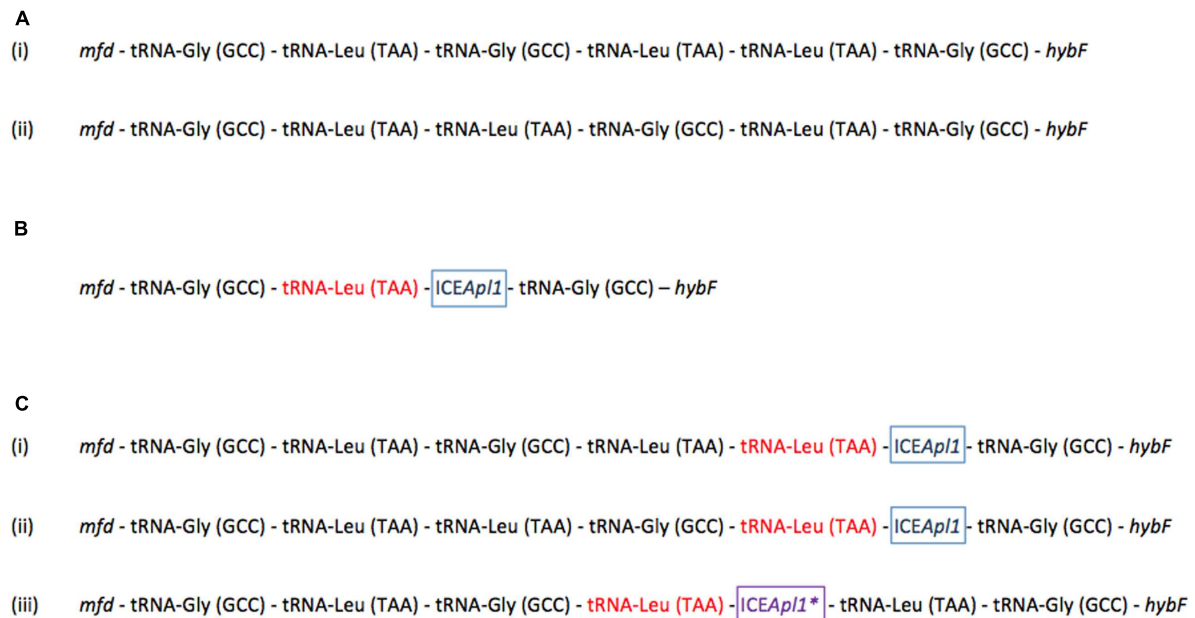 A
(i) mfd - tRNA-Gly (GCC) - tRNA-Leu (TAA) - tRNA-Gly (GCC) - tRNA-Leu (TAA) - tRNA-Leu (TAA) - tRNA-Gly (GCC) - hybF
(ii) mfd - tRNA-Gly (GCC) - tRNA-Leu (TAA) - tRNA-Leu (TAA) - tRNA-Gly (GCC) - tRNA-Leu (TAA) - tRNA-Gly (GCC) - hybF
B
mfd - tRNA-Gly (GCC) - tRNA-Leu (TAA) - ICEApl1 - tRNA-Gly (GCC) – hybF
C
(i) mfd - tRNA-Gly (GCC) - tRNA-Leu (TAA) - tRNA-Gly (GCC) - tRNA-Leu (TAA) - tRNA-Leu (TAA) - ICEApl1 - tRNA-Gly (GCC) - hybF
(ii) mfd - tRNA-Gly (GCC) - tRNA-Leu (TAA) - tRNA-Leu (TAA) - tRNA-Gly (GCC) - tRNA-Leu (TAA) - ICEApl1 - tRNA-Gly (GCC) - hybF
(iii) mfd - tRNA-Gly (GCC) - tRNA-Leu (TAA) - tRNA-Gly (GCC) - tRNA-Leu (TAA) - ICEApl1* - tRNA-Leu (TAA) - tRNA-Gly (GCC) - hybF